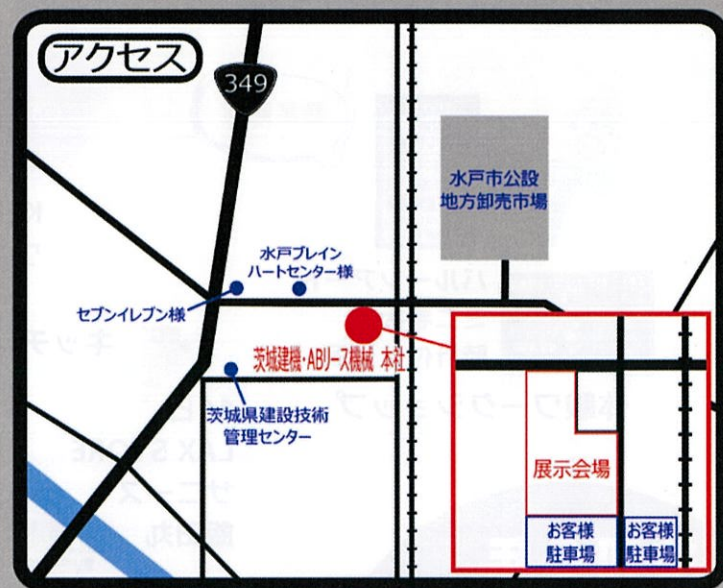 アクセス
349
水戸市公設
地方卸売市場
水戸ブレイン
ハートセンター様
セブンイレブン様
茨城建機・ABリース機械 本社
茨城県建設技術
管理センター
展示会場
お客様
駐車場
お客様
駐車場